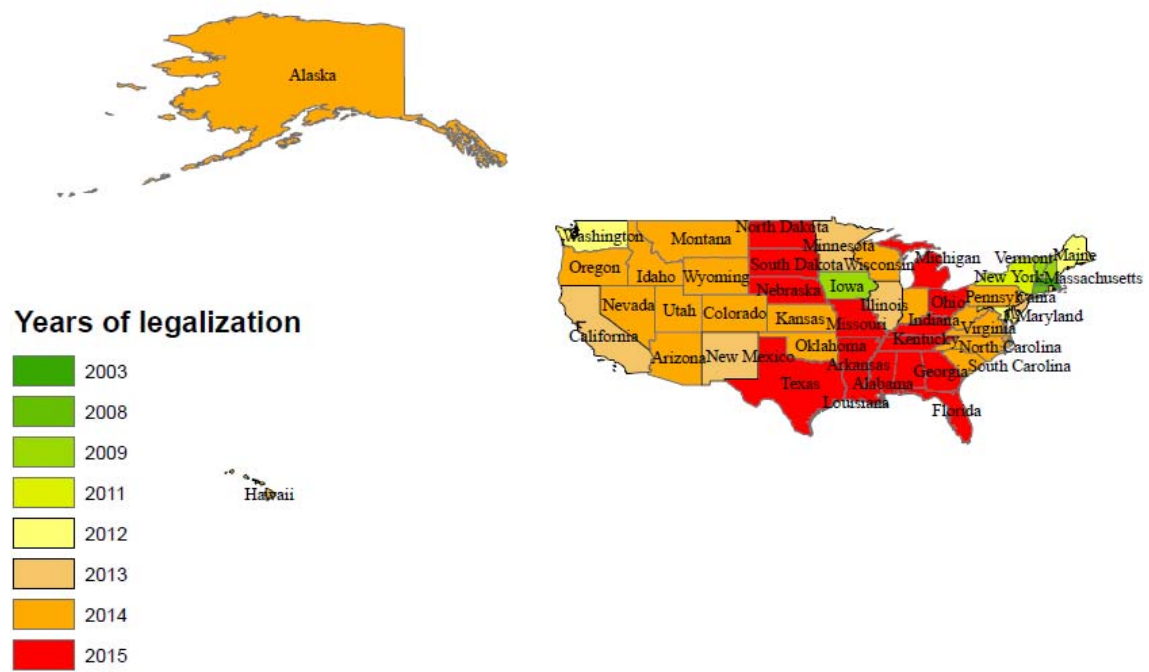 Alaska
Washington
Montana
North Dakota
Minnesota
Michigan
Vermont
Maine
Oregon
Idaho
Wyoming
South Dakota
Wisconsin
New York
Massachusetts
Nebraska
Iowa
Nevada
Utah
Colorado
Kansas
Missouri
Illinois
Indiana
Ohio
Maryland
Virginia
California
Kentucky
Arizona
New Mexico
Oklahoma
Arkansas
North Carolina
South Carolina
Texas
Louisiana
Alabama
Georgia
Florida
Hawaii
Years of legalization
2003
2008
2009
2011
2012
2013
2014
2015